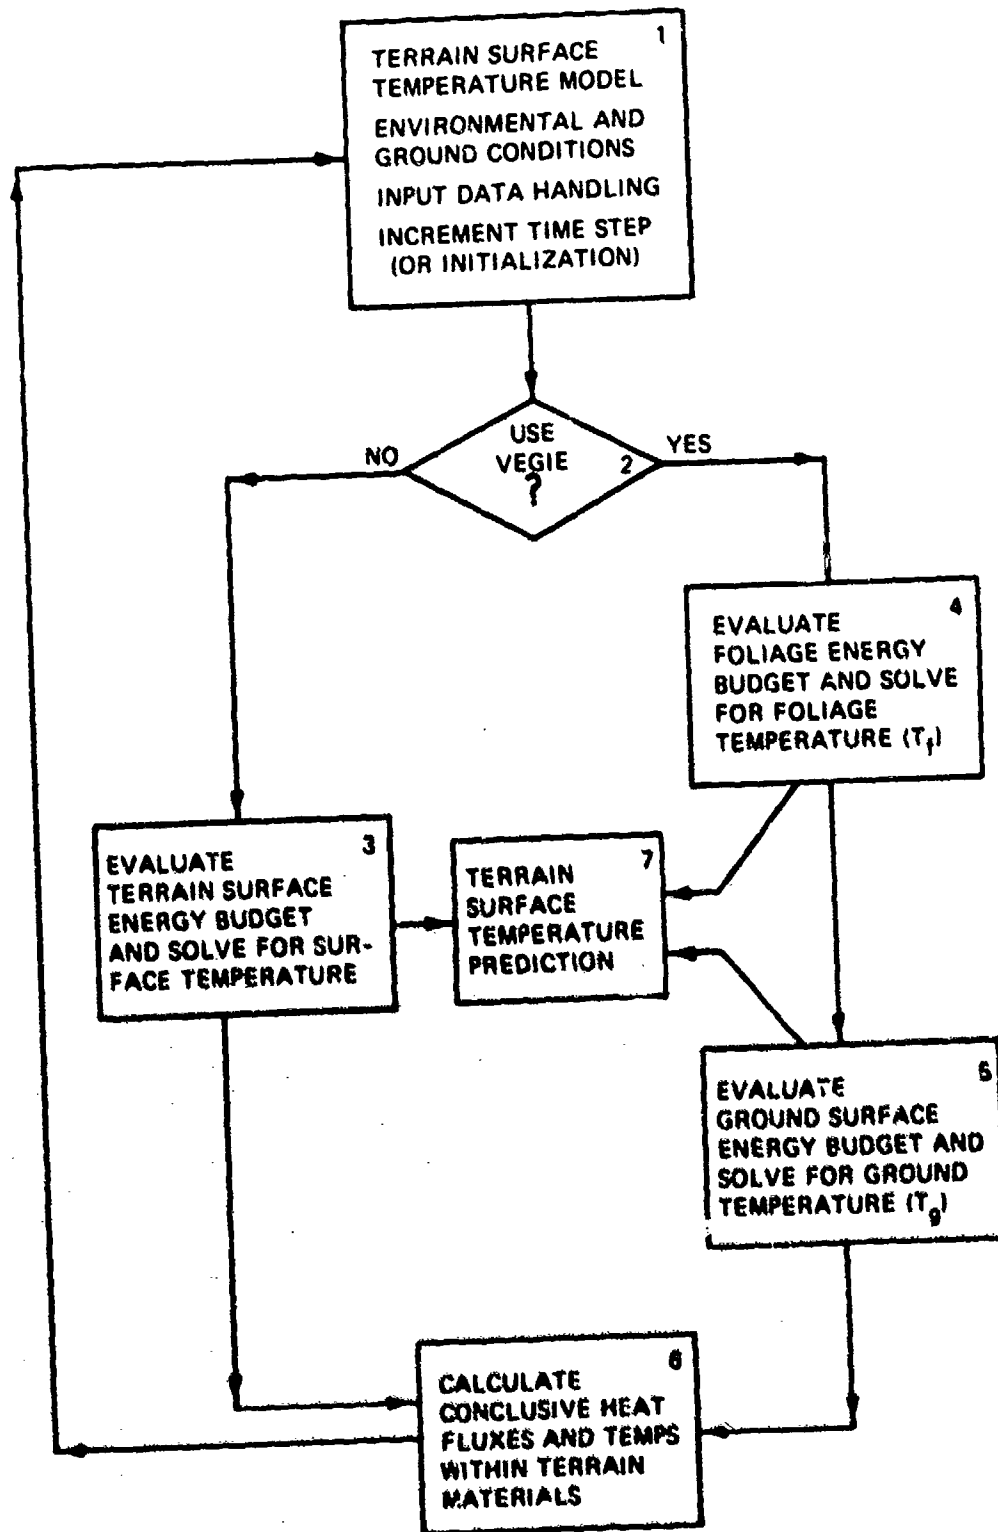 1
TERRAIN SURFACE
TEMPERATURE MODEL
ENVIRONMENTAL AND
GROUND CONDITIONS
INPUT DATA HANDLING
INCREMENT TIME STEP
(OR INITIALIZATION)
USE
VEGIE
?
2
NO
YES
4
EVALUATE
FOLIAGE ENERGY
BUDGET AND SOLVE
FOR FOLIAGE
TEMPERATURE (Tf)
3
EVALUATE
TERRAIN SURFACE
ENERGY BUDGET
AND SOLVE FOR SUR-
FACE TEMPERATURE
7
TERRAIN
SURFACE
TEMPERATURE
PREDICTION
5
EVALUATE
GROUND SURFACE
ENERGY BUDGET AND
SOLVE FOR GROUND
TEMPERATURE (Tg)
6
CALCULATE
CONCLUSIVE HEAT
FLUXES AND TEMPS
WITHIN TERRAIN
MATERIALS